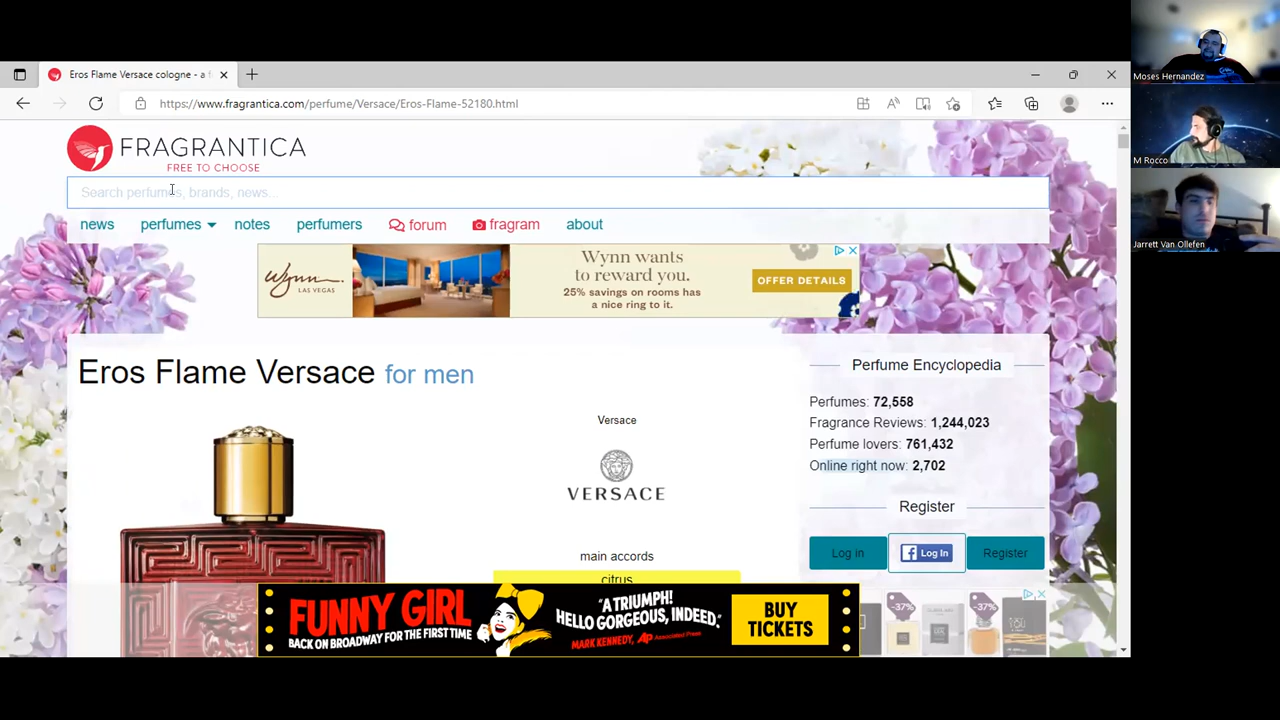 Eros Flame Versace cologne - a f
https://www.fragrantica.com/perfume/Versace/Eros-Flame-52180.html
FRAGRANTICA
FREE TO CHOOSE
Search perfumes, brands, news...
news
perfumes
notes
perfumers
forum
fragram
about
Wynn
LAS VEGAS
Wynn wants
to reward you.
25% savings on rooms has
a nice ring to it.
OFFER DETAILS
Eros Flame Versace for men
Versace
VERSACE
main accords
citrus
Perfume Encyclopedia
Perfumes: 72,558
Fragrance Reviews: 1,244,023
Perfume lovers: 761,432
Online right now: 2,702
Register
Log in
Log In
Register
-37%
-37%
FUNNY GIRL
BACK ON BROADWAY FOR THE FIRST TIME
"A TRIUMPH!
HELLO GORGEOUS, INDEED."
MARK KENNEDY, AP Associated Press
BUY
TICKETS
Moses Hernandez
M Rocco
Jarrett Van Ollefen